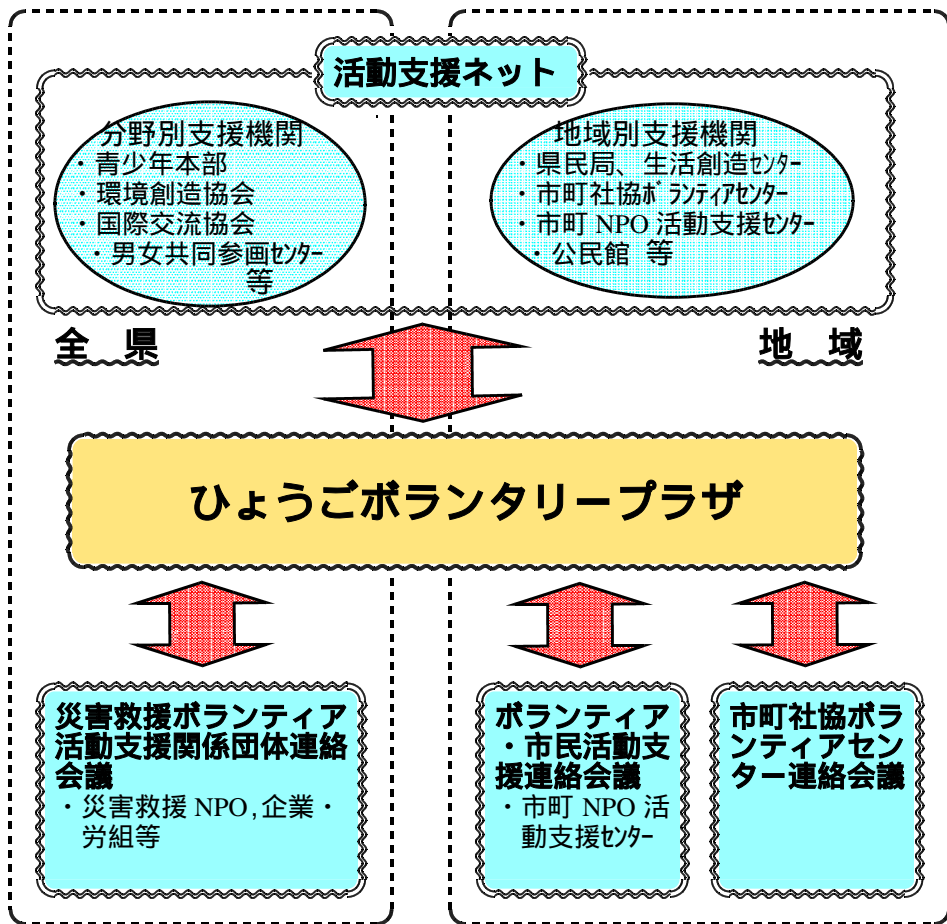 活動支援ネット
分野別支援機関
・青少年本部
・環境創造協会
・国際交流協会
・男女共同参画ｾﾝﾀｰ
等
地域別支援機関
・県民局、生活創造ｾﾝﾀｰ
・市町社協ﾎﾞﾗﾝﾃｨｱｾﾝﾀｰ
・市町 NPO 活動支援ｾﾝﾀｰ
・公民館 等
全 県
地 域
ひょうごボランタリープラザ
災害救援ボランティア
活動支援関係団体連絡
会議
・災害救援 NPO,企業・
労組等
ボランティア
・市民活動支
援連絡会議
・市町 NPO 活
動支援ｾﾝﾀｰ
市町社協ボラ
ンティアセン
ター連絡会議